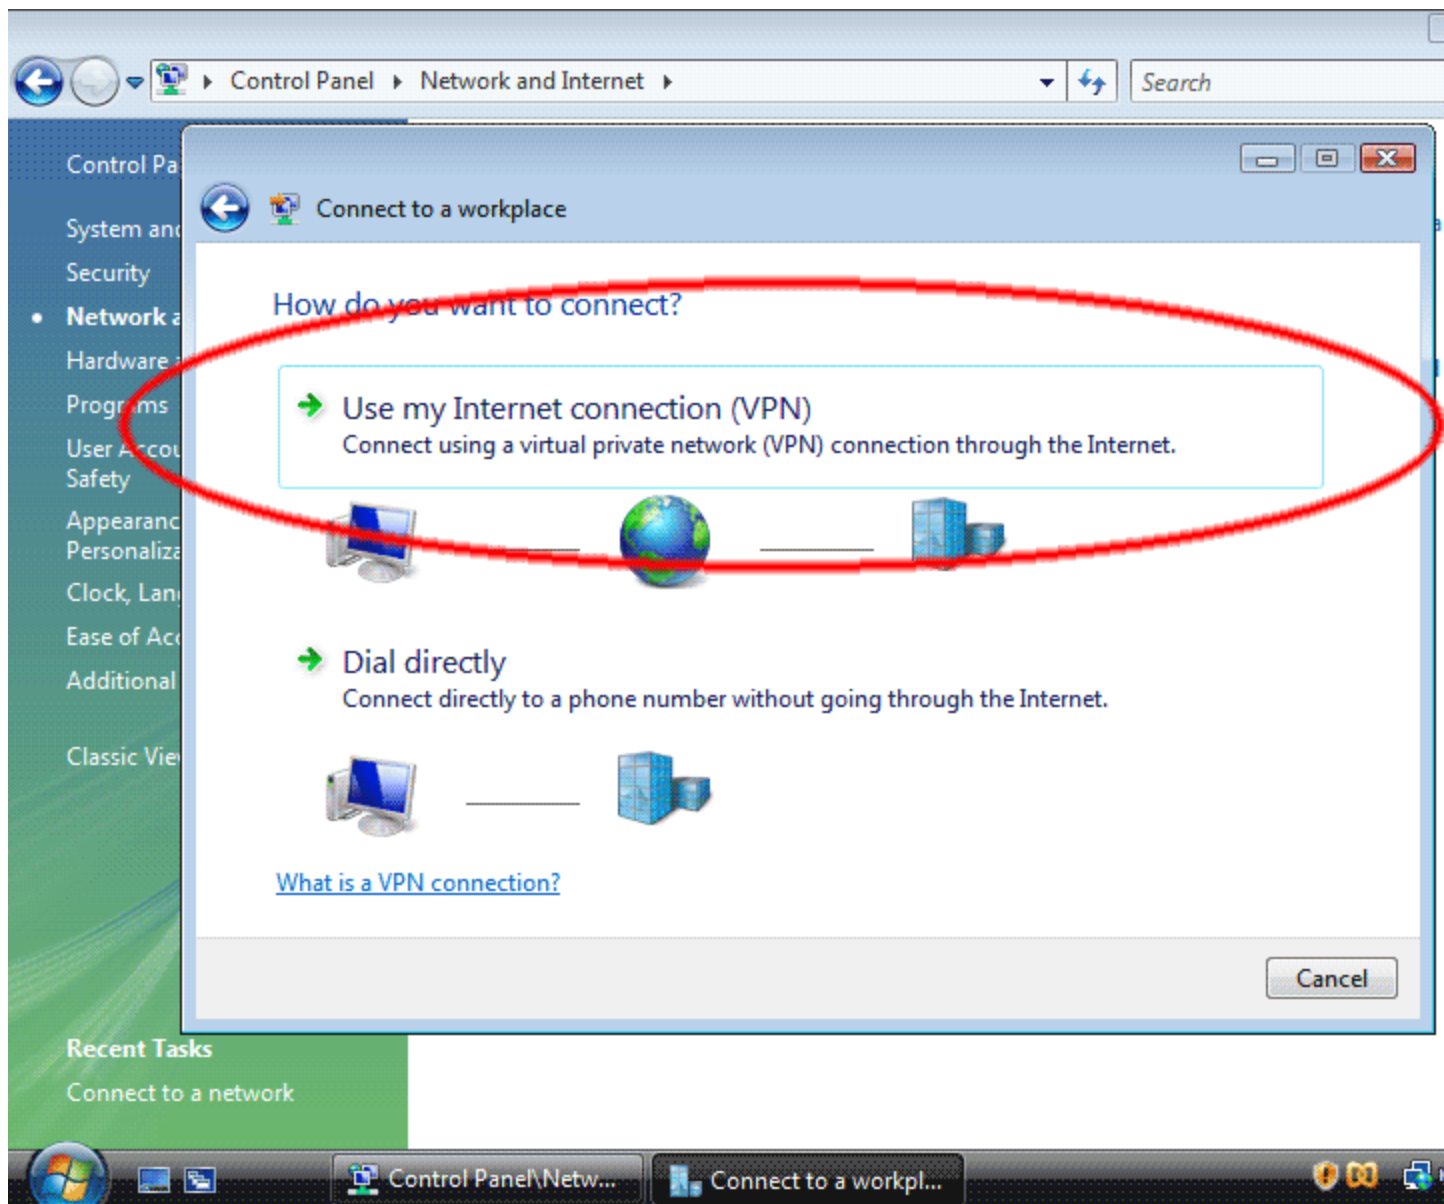 Control Panel Network and Internet
Search
Control Pa
System and
Security
Network a
Hardware a
Programs
User Accou
Safety
Appearanc
Personaliza
Clock, Lang
Ease of Acc
Additional
Classic Vie
Recent Tasks
Connect to a network
Connect to a workplace
How do you want to connect?
Use my Internet connection (VPN)
Connect using a virtual private network (VPN) connection through the Internet.
Dial directly
Connect directly to a phone number without going through the Internet.
What is a VPN connection?
Cancel
Control Panel\Netw...
Connect to a workpl...